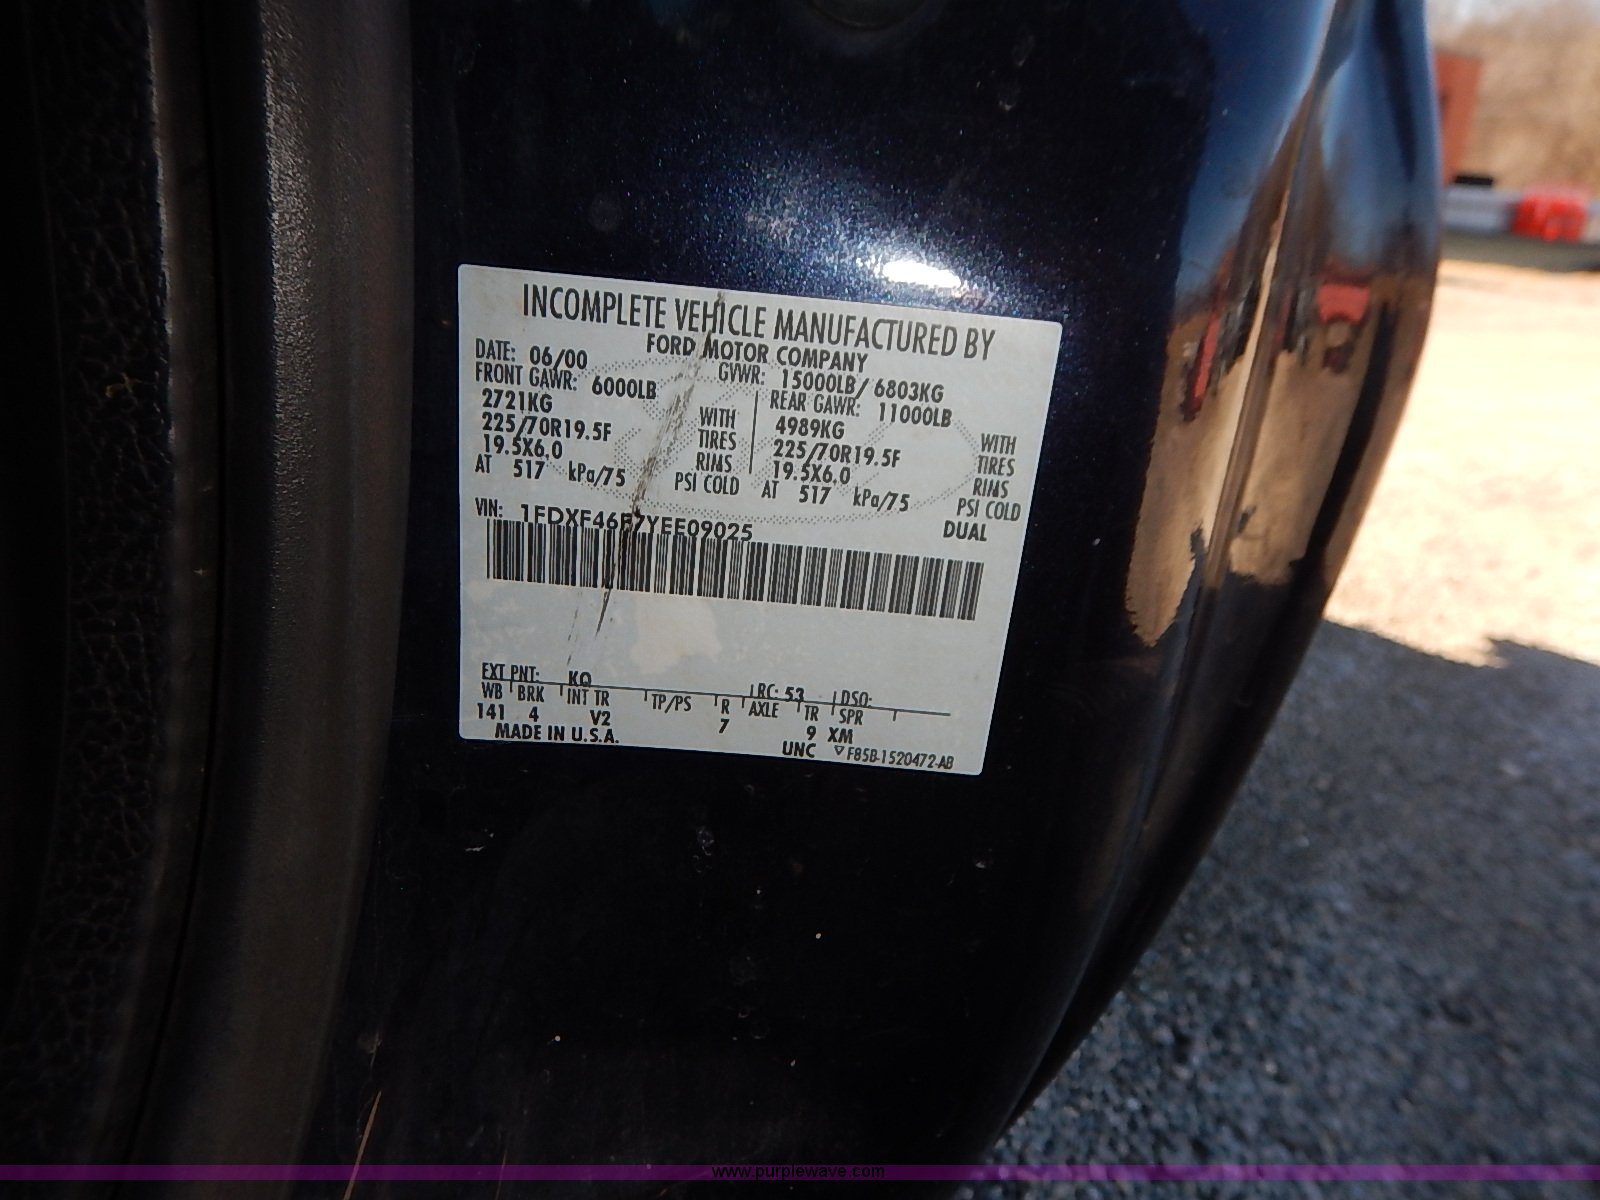 INCOMPLETE VEHICLE MANUFACTURED BY
FORD MOTOR COMPANY
DATE: 06/00 GVWR: 15000LB/ 6803KG
FRONT GAWR: 6000LB REAR GAWR: 11000LB
2721KG WITH 4989KG WITH
225/70R19.5F TIRES 225/70R19.5F TIRES
19.5X6.0 RIMS 19.5X6.0 RIMS
AT 517 kPa/75 PSI COLD AT 517 kPa/75 PSI COLD
DUAL
VIN: 1FDXF46F7YEE09025
EXT PNT: KQ RC: 53 DSO:
WB BRK INT TR TP/PS R AXLE TR SPR
141 4 V2 7 9 XM
MADE IN U.S.A. UNC F85B-1520472-AB
www.purplewave.com